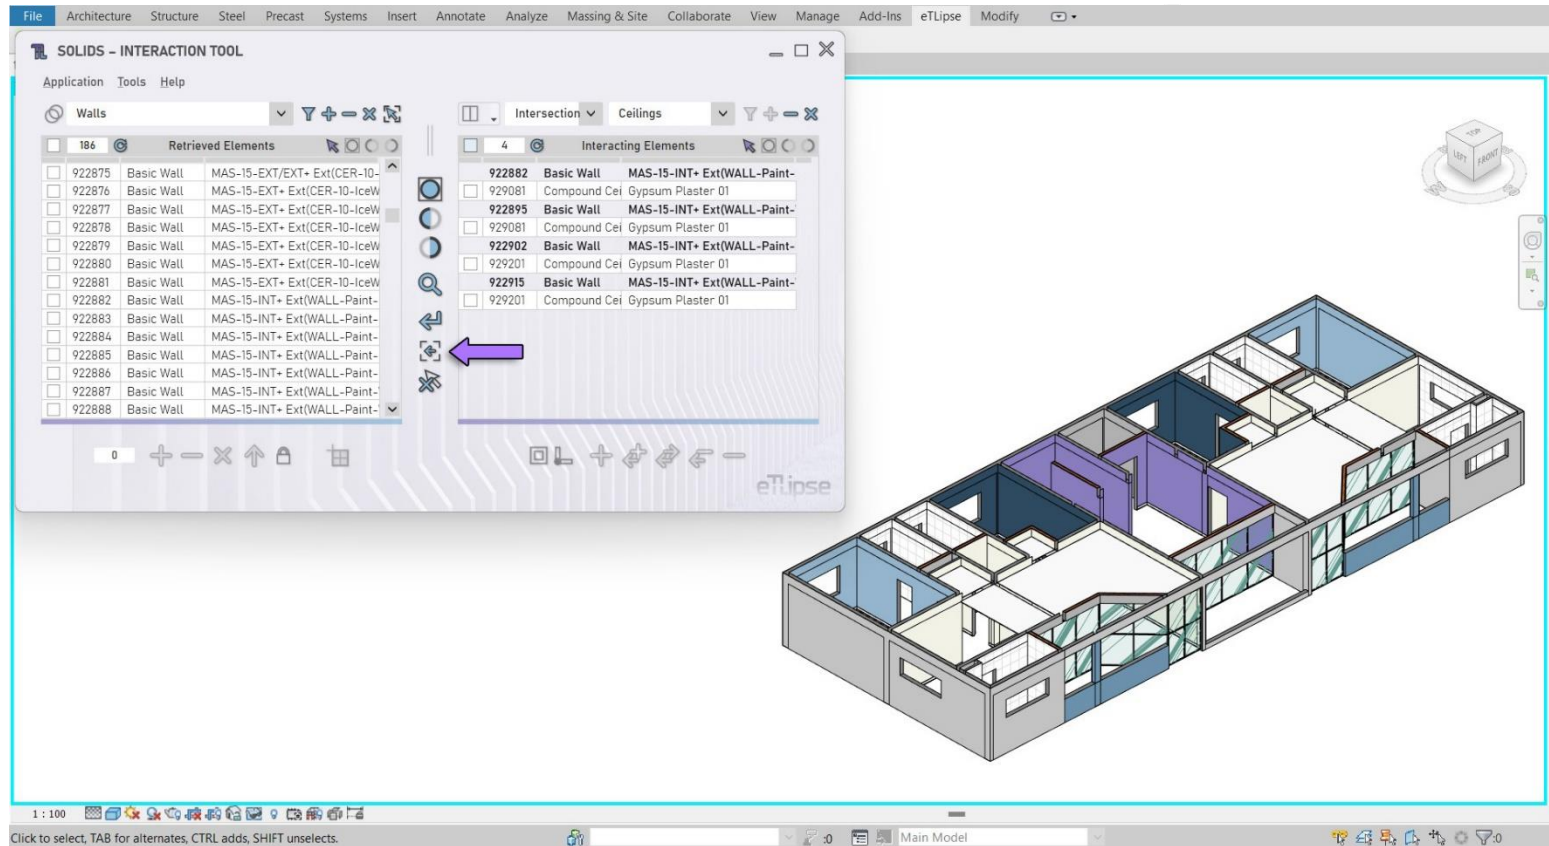 File Architecture Structure Steel Precast Systems Insert Annotate Analyze Massing & Site Collaborate View Manage Add-Ins eTLipse Modify
SOLIDS - INTERACTION TOOL
Application Tools Help
Walls
Intersection Ceilings
186 Retrieved Elements
4 Interacting Elements
922875 Basic Wall MAS-15-EXT/EXT+ Ext(CER-10-
922876 Basic Wall MAS-15-EXT+ Ext(CER-10-IceW
922877 Basic Wall MAS-15-EXT+ Ext(CER-10-IceW
922878 Basic Wall MAS-15-EXT+ Ext(CER-10-IceW
922879 Basic Wall MAS-15-EXT+ Ext(CER-10-IceW
922880 Basic Wall MAS-15-EXT+ Ext(CER-10-IceW
922881 Basic Wall MAS-15-EXT+ Ext(CER-10-IceW
922882 Basic Wall MAS-15-INT+ Ext(WALL-Paint-
922883 Basic Wall MAS-15-INT+ Ext(WALL-Paint-
922884 Basic Wall MAS-15-INT+ Ext(WALL-Paint-
922885 Basic Wall MAS-15-INT+ Ext(WALL-Paint-
922886 Basic Wall MAS-15-INT+ Ext(WALL-Paint-
922887 Basic Wall MAS-15-INT+ Ext(WALL-Paint-
922888 Basic Wall MAS-15-INT+ Ext(WALL-Paint-
922882 Basic Wall MAS-15-INT+ Ext(WALL-Paint-
929081 Compound Cei Gypsum Plaster 01
922895 Basic Wall MAS-15-INT+ Ext(WALL-Paint-
929081 Compound Cei Gypsum Plaster 01
922902 Basic Wall MAS-15-INT+ Ext(WALL-Paint-
929201 Compound Cei Gypsum Plaster 01
922915 Basic Wall MAS-15-INT+ Ext(WALL-Paint-
929201 Compound Cei Gypsum Plaster 01
0
eTLipse
TOP
LEFT FRONT
1 : 100
Click to select, TAB for alternates, CTRL adds, SHIFT unselects.
:0 Main Model
:0